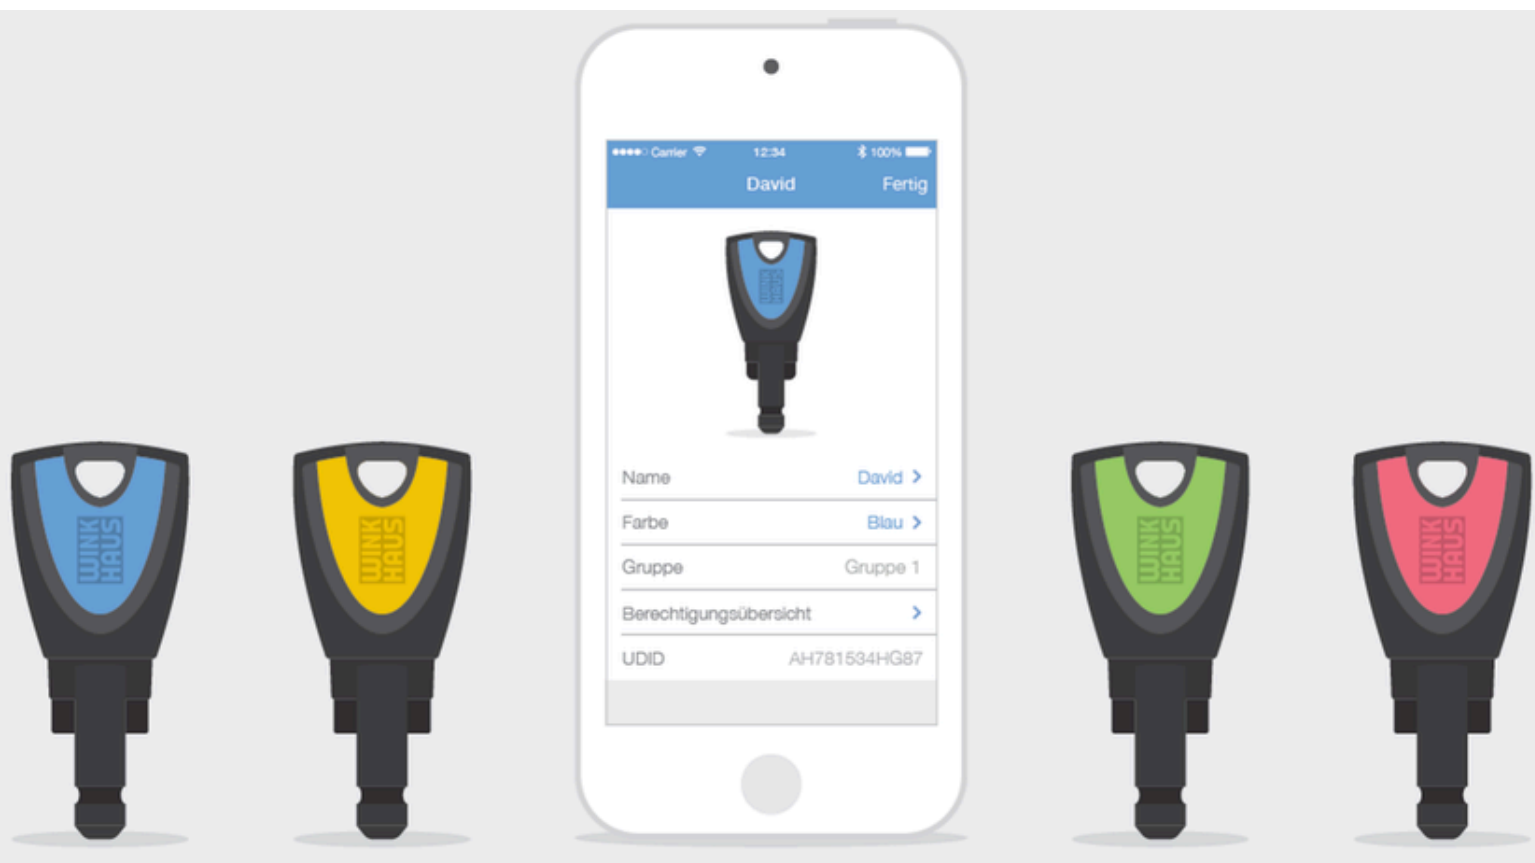 Carrier 12:34 100%
David Fertig
WINK
HAUS
Name David
Farbe Blau
Gruppe Gruppe 1
Berechtigungsübersicht
UDID AH781534HG87
WINK
HAUS
WINK
HAUS
WINK
HAUS
WINK
HAUS